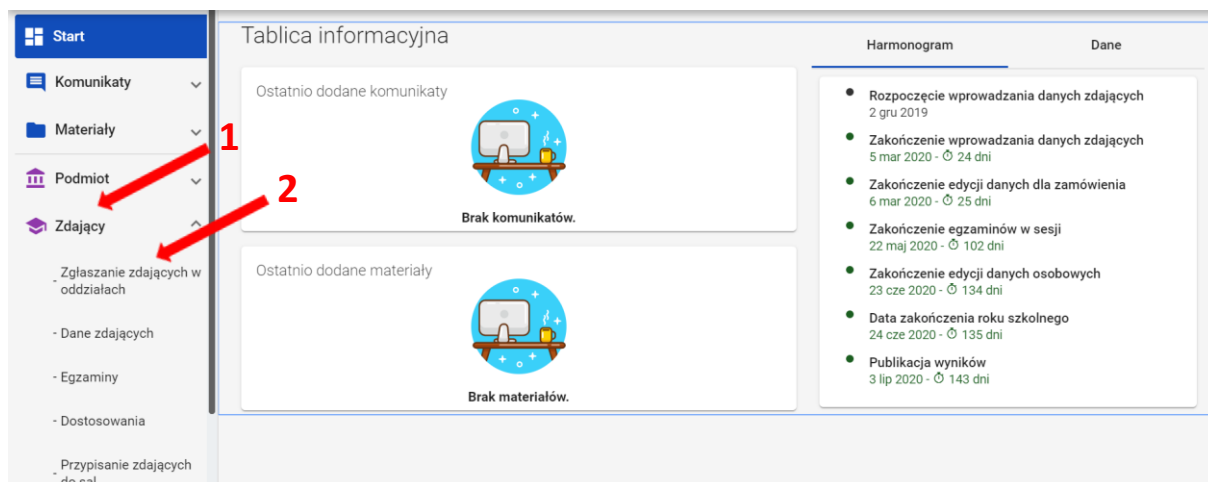 Start
Komunikaty
Materiały
Podmiot
Zdający
- Zgłaszanie zdających w
oddziałach
- Dane zdających
- Egzaminy
- Dostosowania
- Przypisanie zdających
do sal
1
2
Tablica informacyjna
Ostatnio dodane komunikaty
Brak komunikatów.
Ostatnio dodane materiały
Brak materiałów.
Harmonogram Dane
Rozpoczęcie wprowadzania danych zdających
2 gru 2019
Zakończenie wprowadzania danych zdających
5 mar 2020 - ⏱ 24 dni
Zakończenie edycji danych dla zamówienia
6 mar 2020 - ⏱ 25 dni
Zakończenie egzaminów w sesji
22 maj 2020 - ⏱ 102 dni
Zakończenie edycji danych osobowych
23 cze 2020 - ⏱ 134 dni
Data zakończenia roku szkolnego
24 cze 2020 - ⏱ 135 dni
Publikacja wyników
3 lip 2020 - ⏱ 143 dni